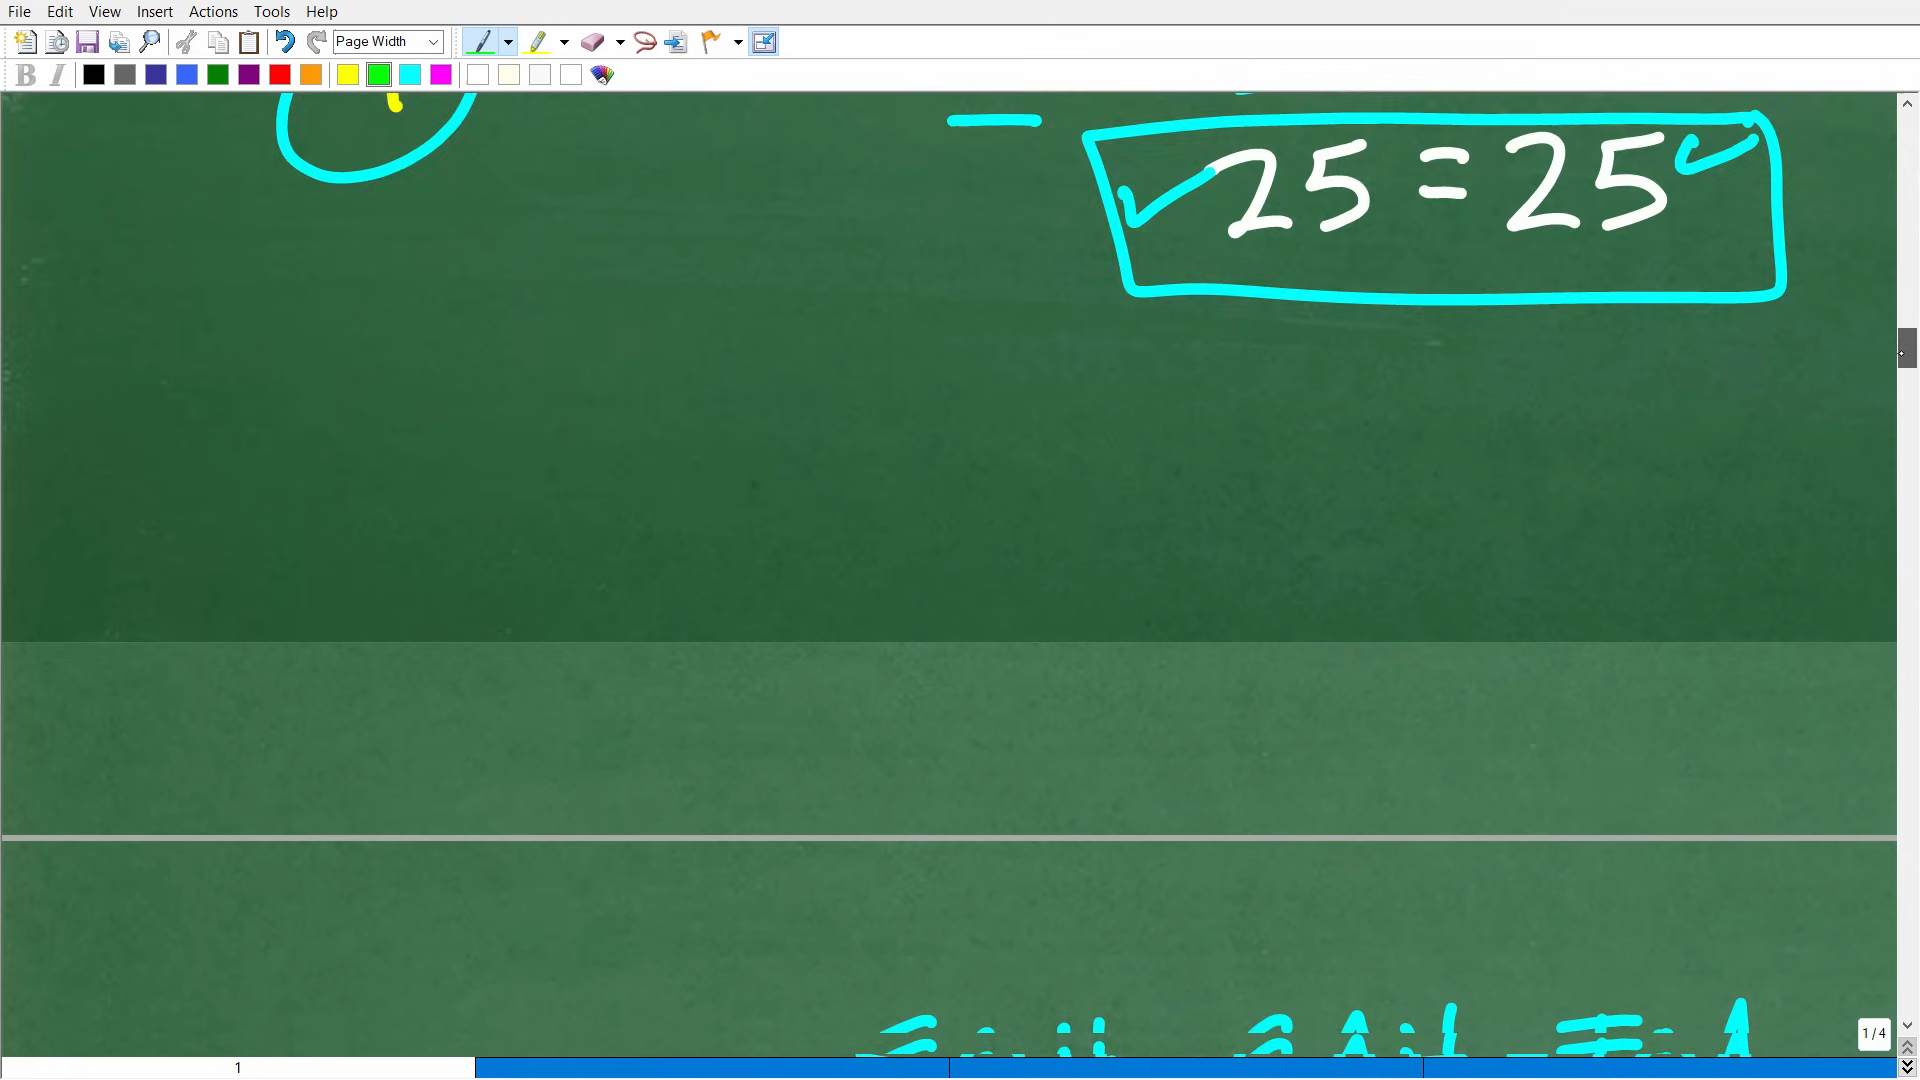 File Edit View Insert Actions Tools Help
Page Width
B I
25 = 25
1 / 4
1